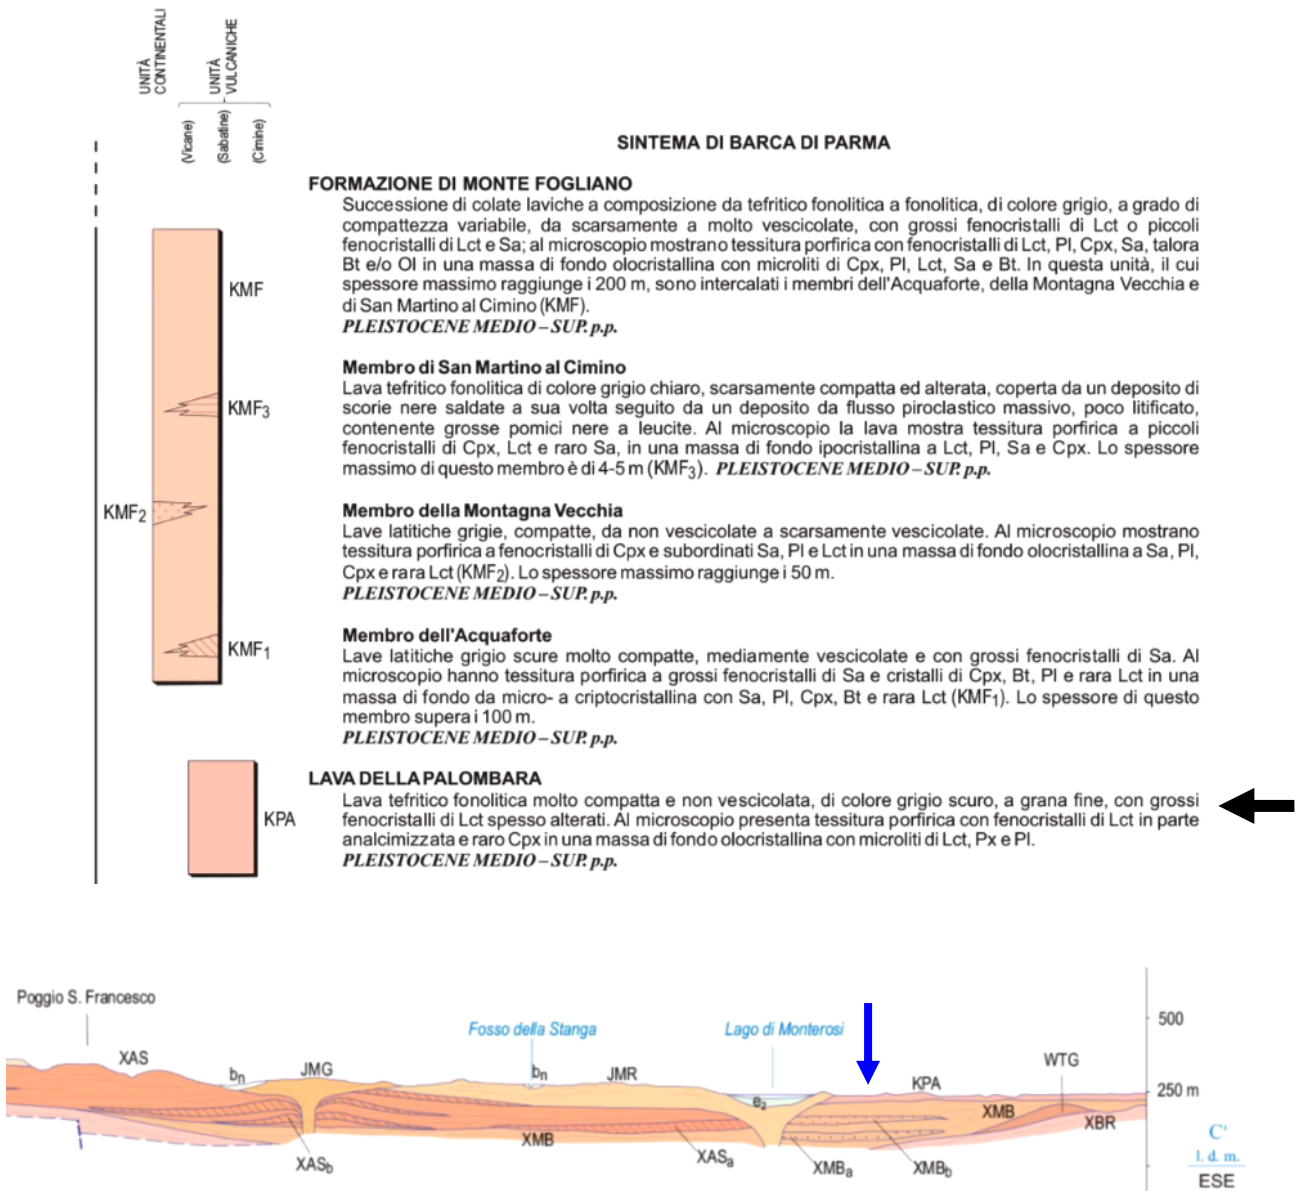 UNITÀ
CONTINENTALI
UNITÀ
VULCANICHE
(Vicane)
(Sabatine)
(Cimine)
SINTEMA DI BARCA DI PARMA
FORMAZIONE DI MONTE FOGLIANO
Successione di colate laviche a composizione da tefritico fonolitica a fonolitica, di colore grigio, a grado di
compattezza variabile, da scarsamente a molto vescicolate, con grossi fenocristalli di Lct o piccoli
fenocristalli di Lct e Sa; al microscopio mostrano tessitura porfirica con fenocristalli di Lct, Pl, Cpx, Sa, talora
Bt e/o Ol in una massa di fondo olocristallina con microliti di Cpx, Pl, Lct, Sa e Bt. In questa unità, il cui
spessore massimo raggiunge i 200 m, sono intercalati i membri dell'Acquaforte, della Montagna Vecchia e
di San Martino al Cimino (KMF).
PLEISTOCENE MEDIO – SUP. p.p.
KMF
Membro di San Martino al Cimino
Lava tefritico fonolitica di colore grigio chiaro, scarsamente compatta ed alterata, coperta da un deposito di
scorie nere saldate a sua volta seguito da un deposito da flusso piroclastico massivo, poco litificato,
contenente grosse pomici nere a leucite. Al microscopio la lava mostra tessitura porfirica a piccoli
fenocristalli di Cpx, Lct e raro Sa, in una massa di fondo ipocristallina a Lct, Pl, Sa e Cpx. Lo spessore
massimo di questo membro è di 4-5 m (KMF3). PLEISTOCENE MEDIO – SUP. p.p.
KMF3
Membro della Montagna Vecchia
Lave latitiche grigie, compatte, da non vescicolate a scarsamente vescicolate. Al microscopio mostrano
tessitura porfirica a fenocristalli di Cpx e subordinati Sa, Pl e Lct in una massa di fondo olocristallina a Sa, Pl,
Cpx e rara Lct (KMF2). Lo spessore massimo raggiunge i 50 m.
PLEISTOCENE MEDIO – SUP. p.p.
KMF2
Membro dell'Acquaforte
Lave latitiche grigio scure molto compatte, mediamente vescicolate e con grossi fenocristalli di Sa. Al
microscopio hanno tessitura porfirica a grossi fenocristalli di Sa e cristalli di Cpx, Bt, Pl e rara Lct in una
massa di fondo da micro- a criptocristallina con Sa, Pl, Cpx, Bt e rara Lct (KMF1). Lo spessore di questo
membro supera i 100 m.
PLEISTOCENE MEDIO – SUP. p.p.
KMF1
LAVA DELLA PALOMBARA
Lava tefritico fonolitica molto compatta e non vescicolata, di colore grigio scuro, a grana fine, con grossi
fenocristalli di Lct spesso alterati. Al microscopio presenta tessitura porfirica con fenocristalli di Lct in parte
analcimizzata e raro Cpx in una massa di fondo olocristallina con microliti di Lct, Px e Pl.
PLEISTOCENE MEDIO – SUP. p.p.
KPA
Poggio S. Francesco
Fosso della Stanga
Lago di Monterosi
500
XAS
bn
JMG
bn
JMR
KPA
WTG
250 m
e2
XMB
XBR
XMB
XASb
XASa
XMBa
XMBb
C'
l. d. m.
ESE